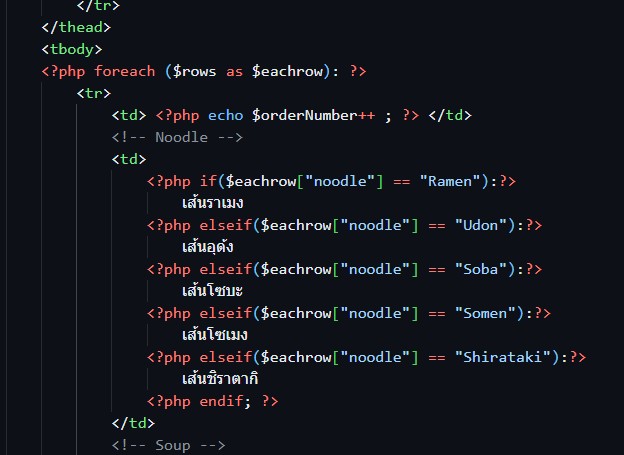 </tr>
</thead>
<tbody>
<?php foreach ($rows as $eachrow): ?>
<tr>
<td> <?php echo $orderNumber++ ; ?> </td>
<!-- Noodle -->
<td>
<?php if($eachrow["noodle"] == "Ramen"):?>
เส้นราเมง
<?php elseif($eachrow["noodle"] == "Udon"):?>
เส้นอุด้ง
<?php elseif($eachrow["noodle"] == "Soba"):?>
เส้นโซบะ
<?php elseif($eachrow["noodle"] == "Somen"):?>
เส้นโซเมง
<?php elseif($eachrow["noodle"] == "Shirataki"):?>
เส้นชิราตากิ
<?php endif; ?>
</td>
<!-- Soup -->